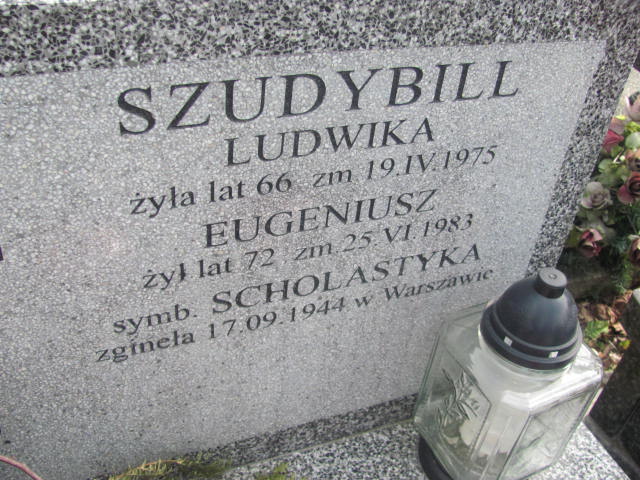 SZUDYBILL
LUDWIKA
żyła lat 66 zm 19.IV.1975
EUGENIUSZ
żył lat 72 zm.25 VI.1983
symb. SCHOLASTYKA
zginęła 17.09.1944 w Warszawie